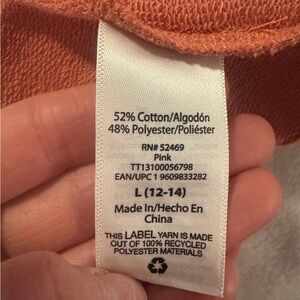 52% Cotton/Algodón
48% Polyester/Poliéster
RN# 52469
Pink
TT13100056798
EAN/UPC 1 9609833282
L (12-14)
Made In/Hecho En
China
THIS LABEL YARN IS MADE
OUT OF 100% RECYCLED
POLYESTER MATERIALS